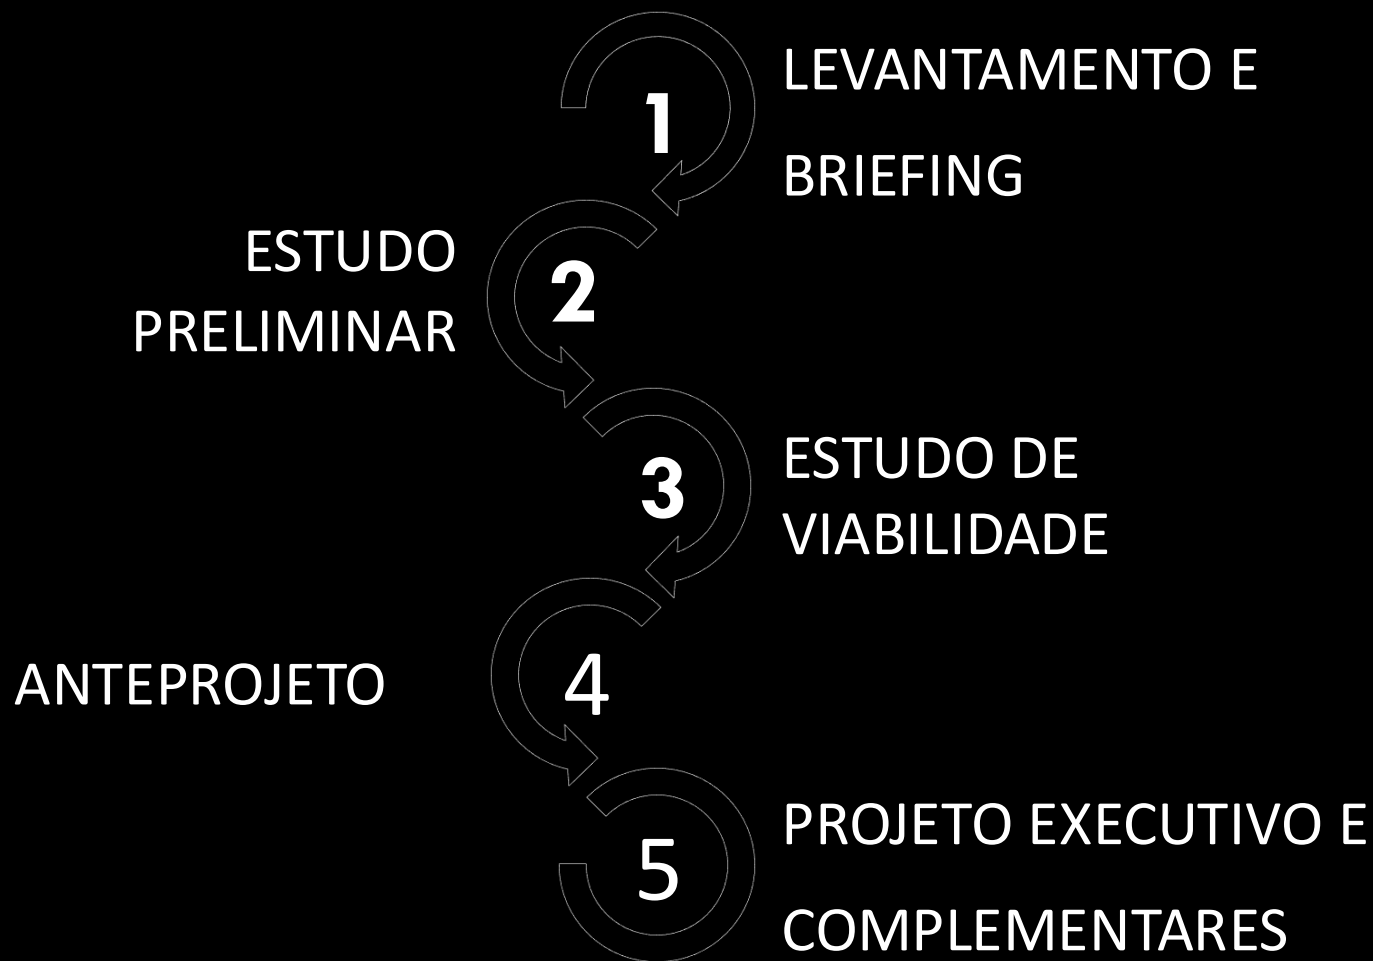 1
LEVANTAMENTO E
BRIEFING
ESTUDO
PRELIMINAR
2
3
ESTUDO DE
VIABILIDADE
ANTEPROJETO
4
5
PROJETO EXECUTIVO E
COMPLEMENTARES